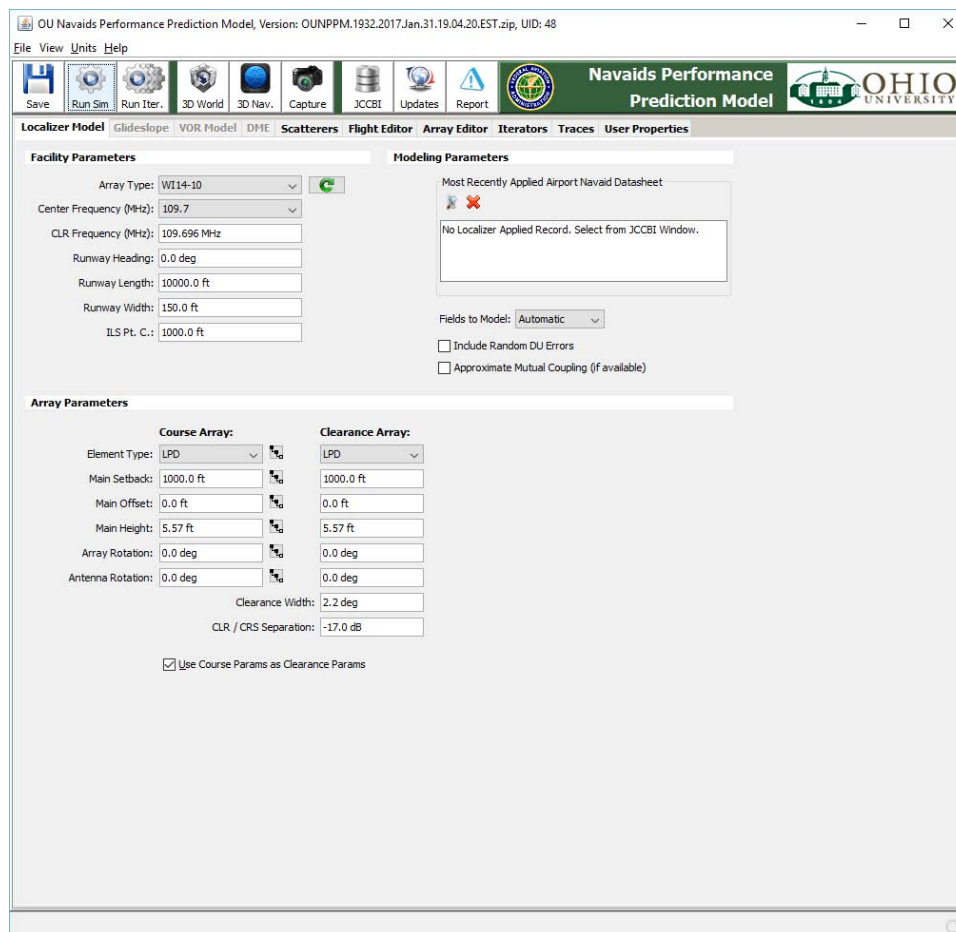 OU Navaids Performance Prediction Model, Version: OUNPPM.1932.2017.Jan.31.19.04.20.EST.zip, UID: 48
File View Units Help
Save Run Sim Run Iter. 3D World 3D Nav. Capture JCCBI Updates Report
Navaids Performance
Prediction Model
OHIO
UNIVERSITY
1804
Localizer Model Glideslope VOR Model DME Scatterers Flight Editor Array Editor Iterators Traces User Properties
Facility Parameters
Array Type: WI14-10
Center Frequency (MHz): 109.7
CLR Frequency (MHz): 109.696 MHz
Runway Heading: 0.0 deg
Runway Length: 10000.0 ft
Runway Width: 150.0 ft
ILS Pt. C.: 1000.0 ft
Modeling Parameters
Most Recently Applied Airport Navaid Datasheet
No Localizer Applied Record. Select from JCCBI Window.
Fields to Model: Automatic
Include Random DU Errors
Approximate Mutual Coupling (if available)
Array Parameters
Course Array: Clearance Array:
Element Type: LPD LPD
Main Setback: 1000.0 ft 1000.0 ft
Main Offset: 0.0 ft 0.0 ft
Main Height: 5.57 ft 5.57 ft
Array Rotation: 0.0 deg 0.0 deg
Antenna Rotation: 0.0 deg 0.0 deg
Clearance Width: 2.2 deg
CLR / CRS Separation: -17.0 dB
Use Course Params as Clearance Params